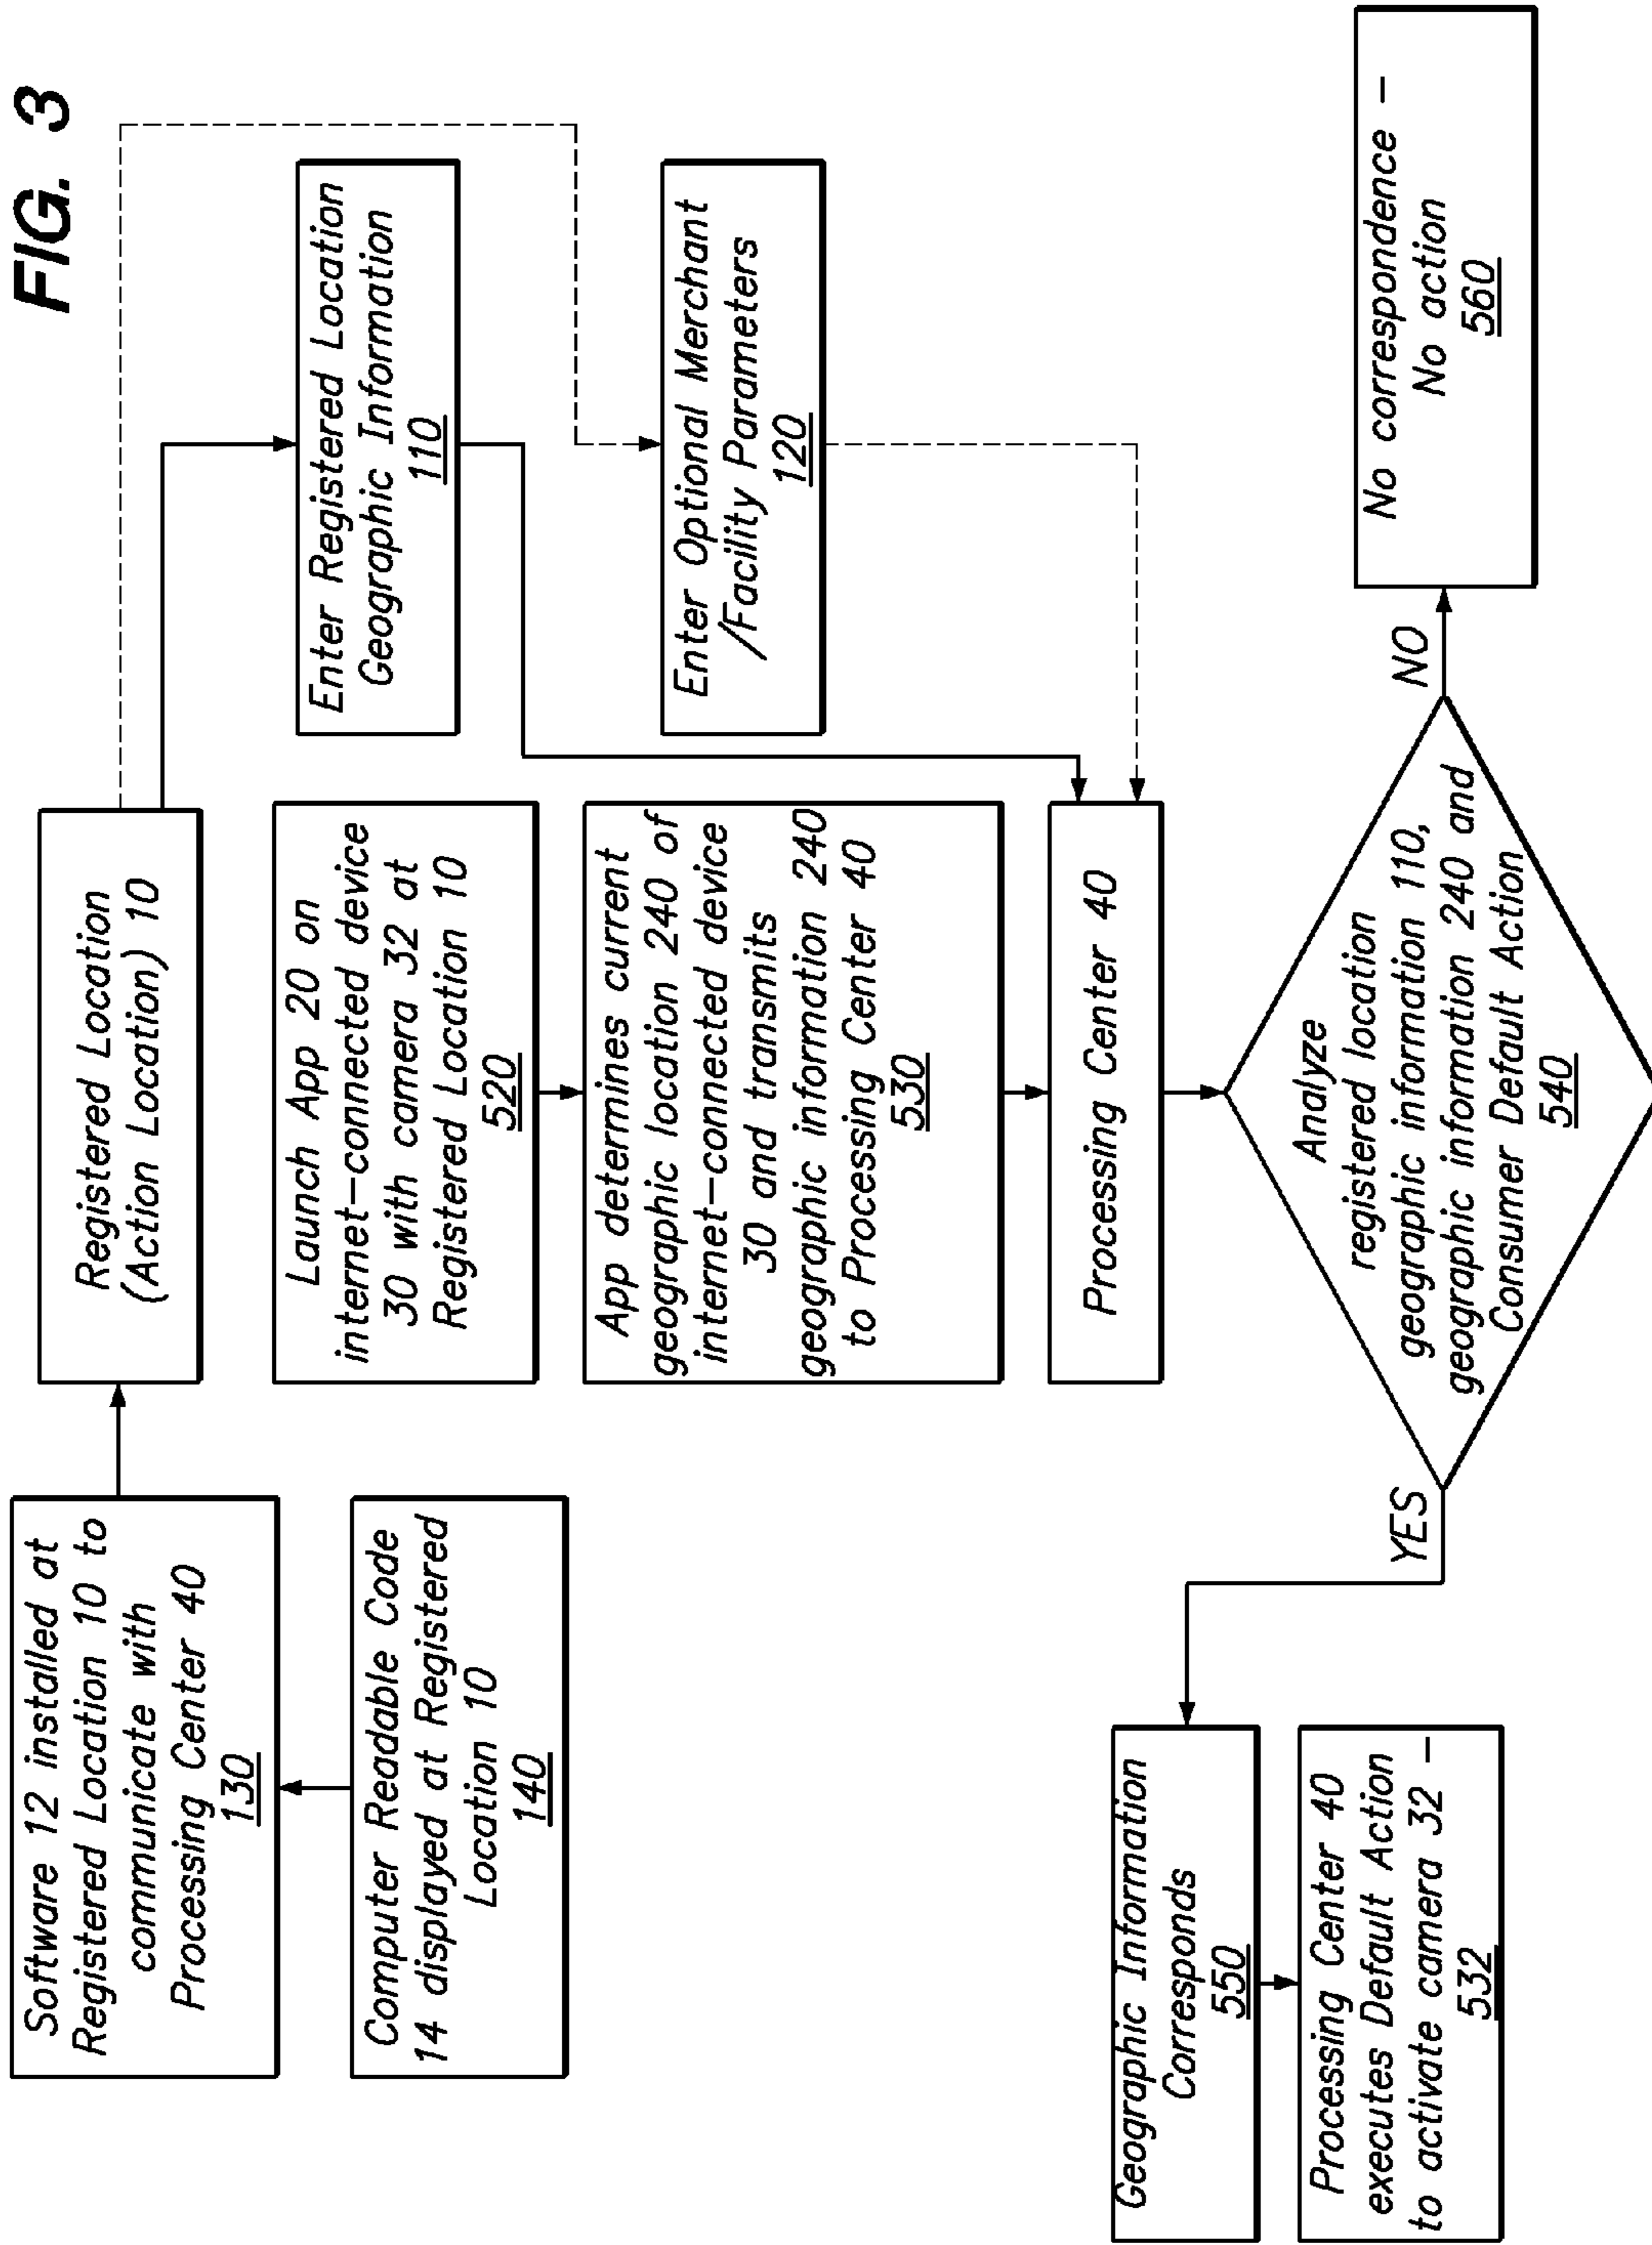 FIG. 3
Software 12 installed at
Registered Location 10 to
communicate with
Processing Center 40
130
Computer Readable Code
14 displayed at Registered
Location 10
140
Registered Location
(Action Location) 10
Enter Registered Location
Geographic Information
110
Launch App 20 on
internet-connected device
30 with camera 32 at
Registered Location 10
520
App determines current
geographic location 240 of
internet-connected device
30 and transmits
geographic information 240
to Processing Center 40
530
Enter Optional Merchant
/Facility Parameters
120
Processing Center 40
Analyze
registered location
geographic information 110,
geographic information 240 and
Consumer Default Action
540
YES
NO
Geographic Information
Corresponds
550
Processing Center 40
executes Default Action
to activate camera 32 -
532
No correspondence -
No action
560